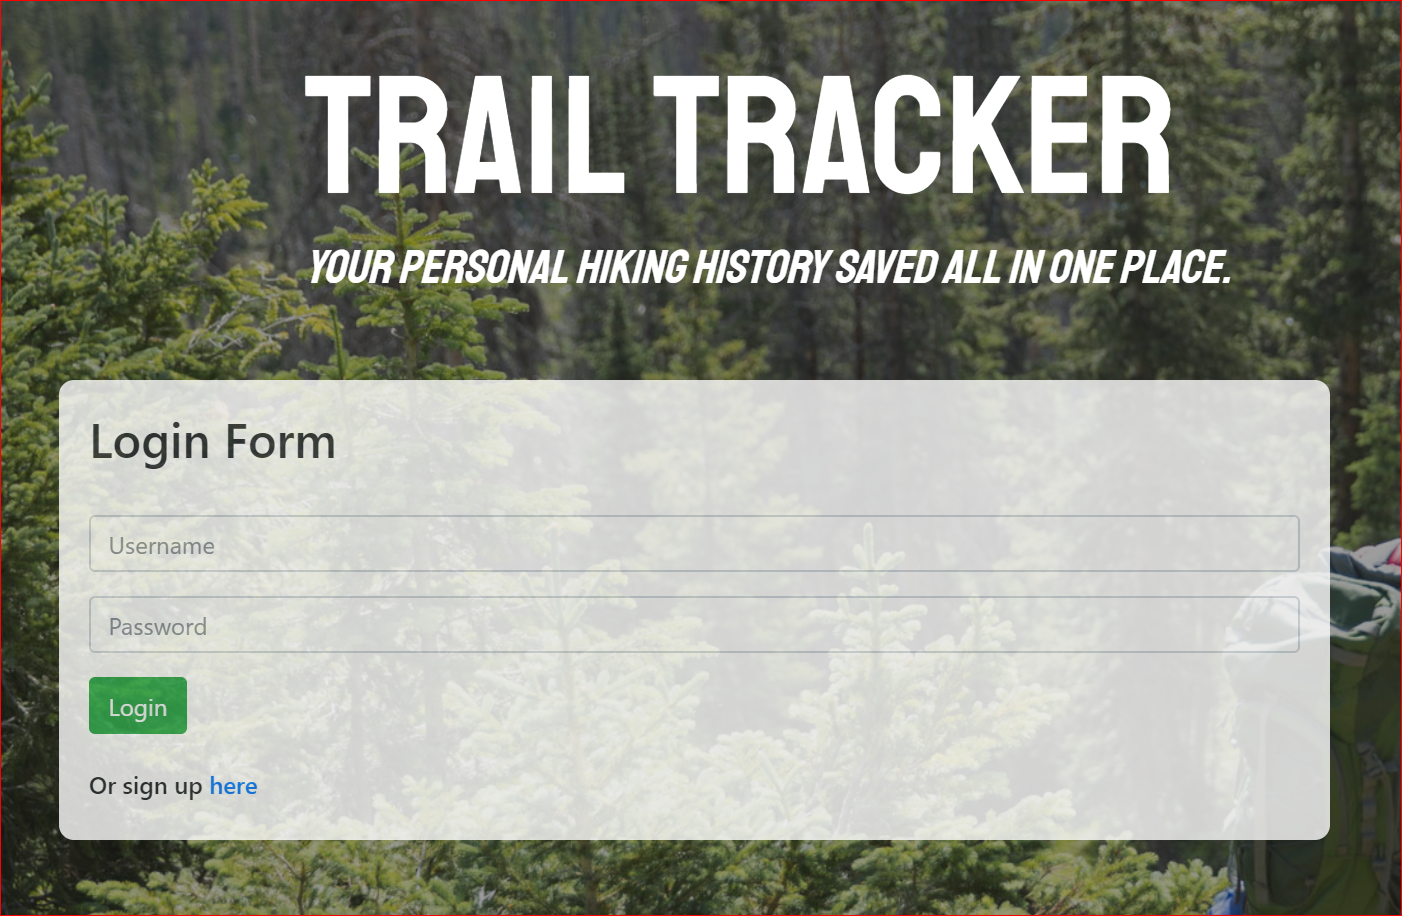 TRAIL TRACKER
YOUR PERSONAL HIKING HISTORY SAVED ALL IN ONE PLACE.
Login Form
Username
Password
Login
Or sign up here